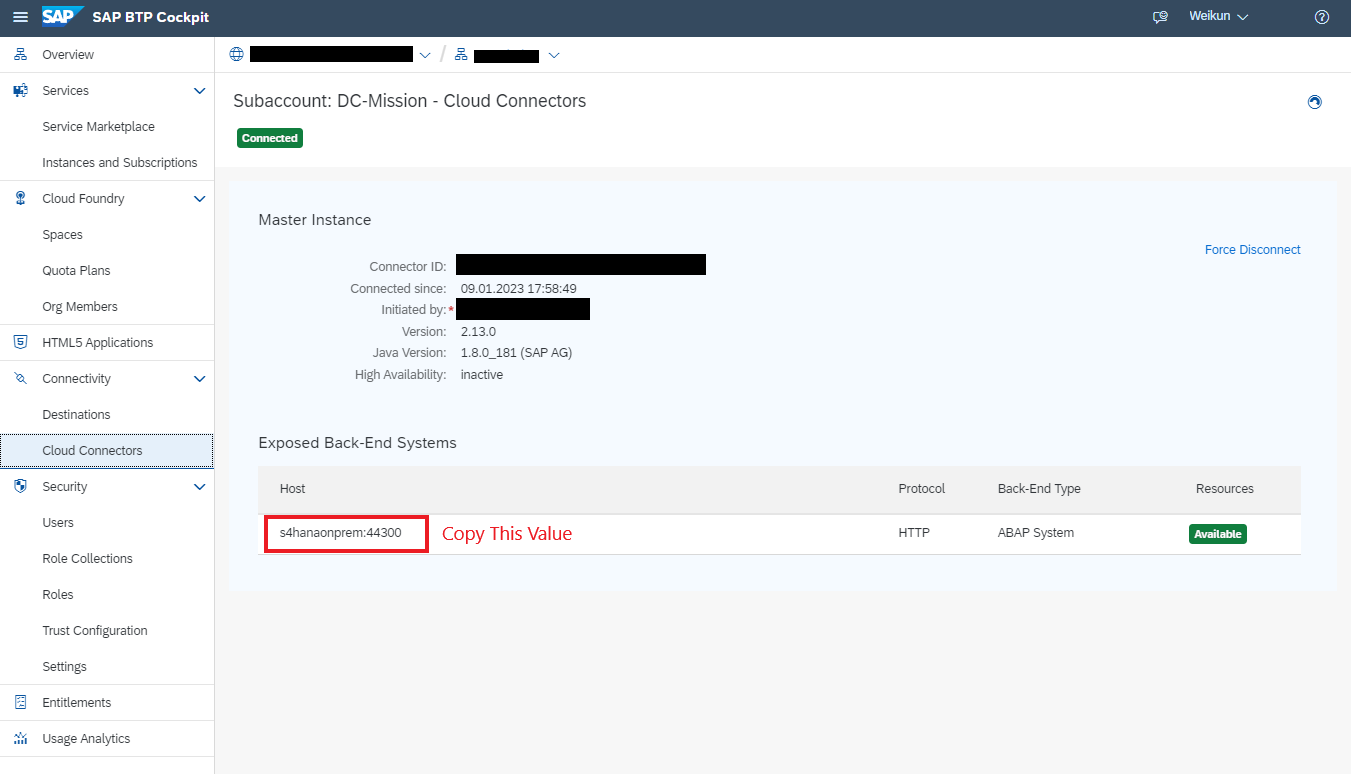 SAP SAP BTP Cockpit
Weikun
Overview
Services
Service Marketplace
Instances and Subscriptions
Cloud Foundry
Spaces
Quota Plans
Org Members
HTML5 Applications
Connectivity
Destinations
Cloud Connectors
Security
Users
Role Collections
Roles
Trust Configuration
Settings
Entitlements
Usage Analytics
/
Subaccount: DC-Mission - Cloud Connectors
Connected
Master Instance
Force Disconnect
Connector ID:
Connected since: 09.01.2023 17:58:49
Initiated by:*
Version: 2.13.0
Java Version: 1.8.0_181 (SAP AG)
High Availability: inactive
Exposed Back-End Systems
Host Protocol Back-End Type Resources
s4hanaonprem:44300 Copy This Value HTTP ABAP System Available